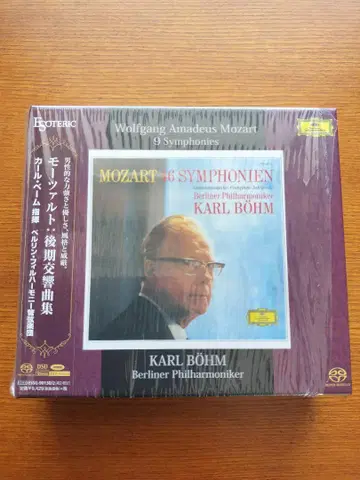 ESOTERIC
Wolfgang Amadeus Mozart
9 Symphonies
Deutsche Grammophon
MOZART · 6 SYMPHONIEN
Berliner Philharmoniker
KARL BÖHM
男性的な力強さと優しさ、風格と威厳。
モーツァルト:後期交響曲集
カール・ベーム 指揮 ベルリン・フィルハーモニー管弦楽団
KARL BÖHM
Berliner Philharmoniker
DSD